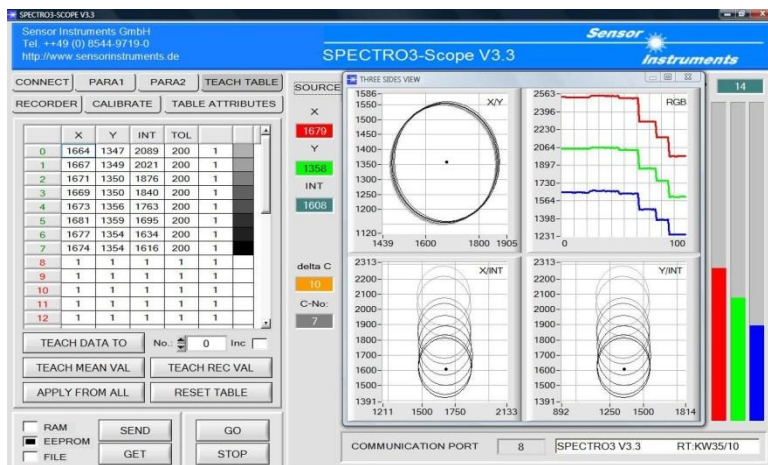 SPECTRO3-SCOPE V3.3
Sensor Instruments GmbH
Tel. ++49 (0) 8544-9719-0
http://www.sensorinstruments.de
SPECTRO3-Scope V3.3
Sensor
Instruments
CONNECT PARA1 PARA2 TEACH TABLE
RECORDER CALIBRATE TABLE ATTRIBUTES
X Y INT TOL
0 1664 1347 2089 200 1
1 1667 1349 2021 200 1
2 1671 1350 1876 200 1
3 1669 1350 1840 200 1
4 1673 1356 1763 200 1
5 1681 1359 1695 200 1
6 1677 1354 1634 200 1
7 1674 1354 1616 200 1
8 1 1 1 1 1
9 1 1 1 1 1
10 1 1 1 1 1
11 1 1 1 1 1
12 1 1 1 1 1
TEACH DATA TO No.: 0 Inc
TEACH MEAN VAL TEACH REC VAL
APPLY FROM ALL RESET TABLE
RAM
EEPROM
FILE
SEND GO
GET STOP
SOURCE
X
1679
Y
1358
INT
1608
delta C
10
C-No:
7
THREE SIDES VIEW
X/Y
1586
1550
1500
1450
1400
1350
1300
1250
1200
1120
1439 1600 1800 1905
RGB
2563
2396
2230
2064
1897
1730
1564
1398
1231
0 100
X/INT
2313
2200
2100
2000
1900
1800
1700
1600
1500
1391
1211 1500 1750 2133
Y/INT
2313
2200
2100
2000
1900
1800
1700
1600
1500
1391
892 1250 1500 1814
14
COMMUNICATION PORT 8 SPECTRO3 V3.3 RT:KW35/10